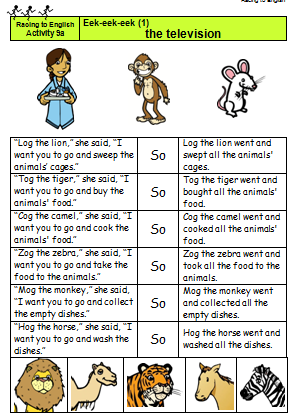 Racing to English
Racing to English
Activity 9a
Eek-eek-eek (1)
the television
"Log the lion," she said, "I
want you to go and sweep the
animals' cages."
So
Log the lion went and
swept all the animals'
cages.
"Tog the tiger," she said, "I
want you to go and buy the
animals' food."
So
Tog the tiger went and
bought all the animals'
food.
"Cog the camel," she said, "I
want you to go and cook the
animals' food."
So
Cog the camel went and
cooked all the animals'
food.
"Zog the zebra," she said, "I
want you to go and take the
food to the animals."
So
Zog the zebra went and
took all the food to the
animals.
"Mog the monkey," she said,
"I want you to go and collect
the empty dishes."
So
Mog the monkey went
and collected all the
empty dishes.
"Hog the horse," she said, "I
want you to go and wash the
dishes."
So
Hog the horse went and
washed all the dishes.